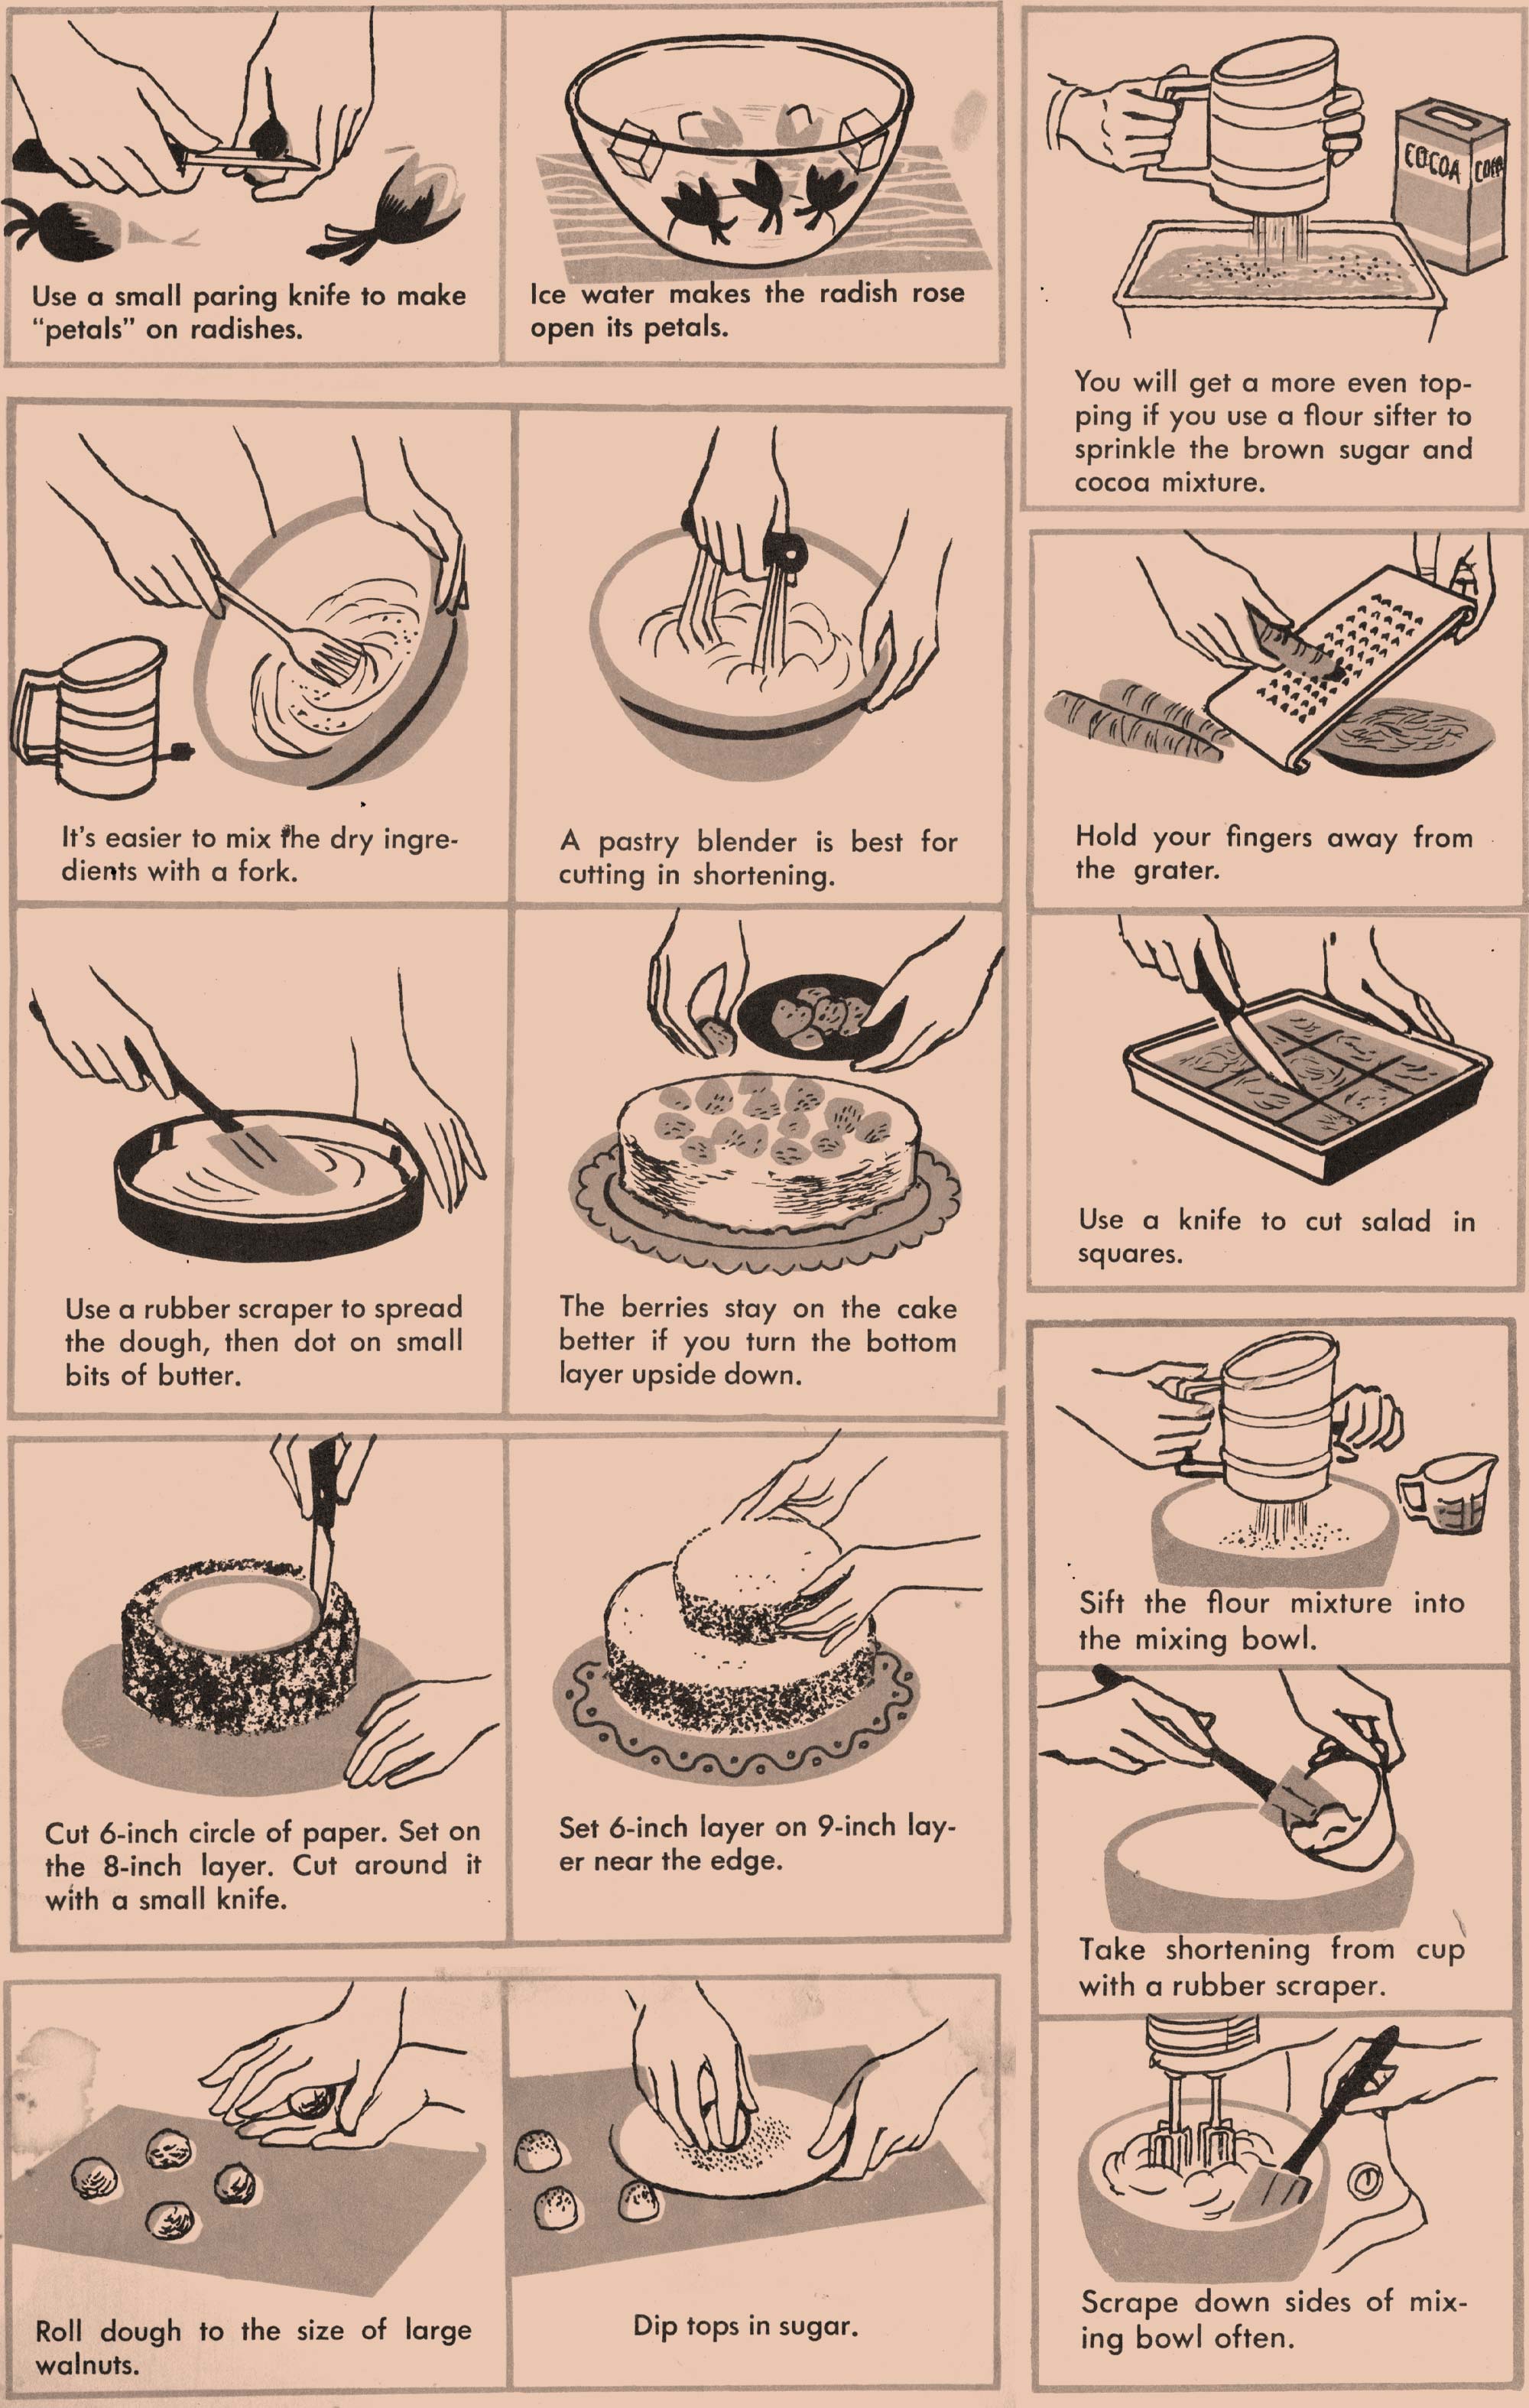 Use a small paring knife to make
“petals” on radishes.
Ice water makes the radish rose
open its petals.
COCOA
You will get a more even top-
ping if you use a flour sifter to
sprinkle the brown sugar and
cocoa mixture.
It's easier to mix the dry ingre-
dients with a fork.
A pastry blender is best for
cutting in shortening.
Hold your fingers away from
the grater.
Use a rubber scraper to spread
the dough, then dot on small
bits of butter.
The berries stay on the cake
better if you turn the bottom
layer upside down.
Use a knife to cut salad in
squares.
Cut 6-inch circle of paper. Set on
the 8-inch layer. Cut around it
with a small knife.
Set 6-inch layer on 9-inch lay-
er near the edge.
Sift the flour mixture into
the mixing bowl.
Take shortening from cup
with a rubber scraper.
Roll dough to the size of large
walnuts.
Dip tops in sugar.
Scrape down sides of mix-
ing bowl often.